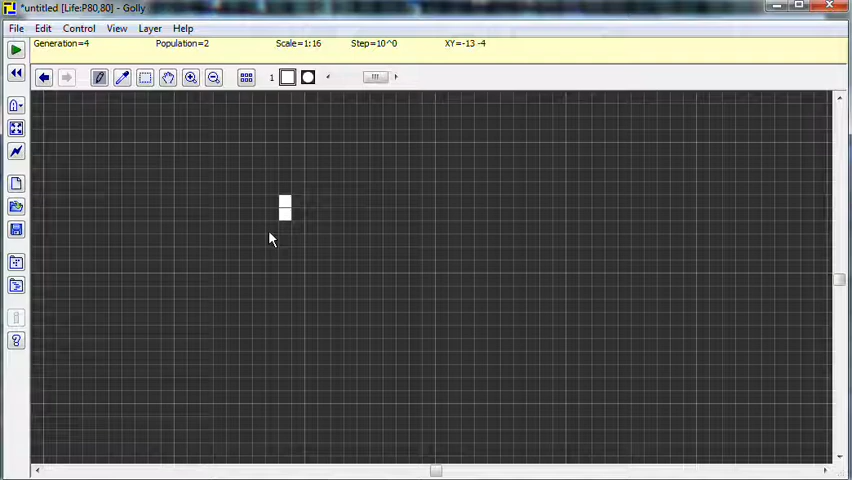 *untitled [Life:P80,80] - Golly
File Edit Control View Layer Help
Generation=4 Population=2 Scale=1:16 Step=10^0 XY=-13 -4
1